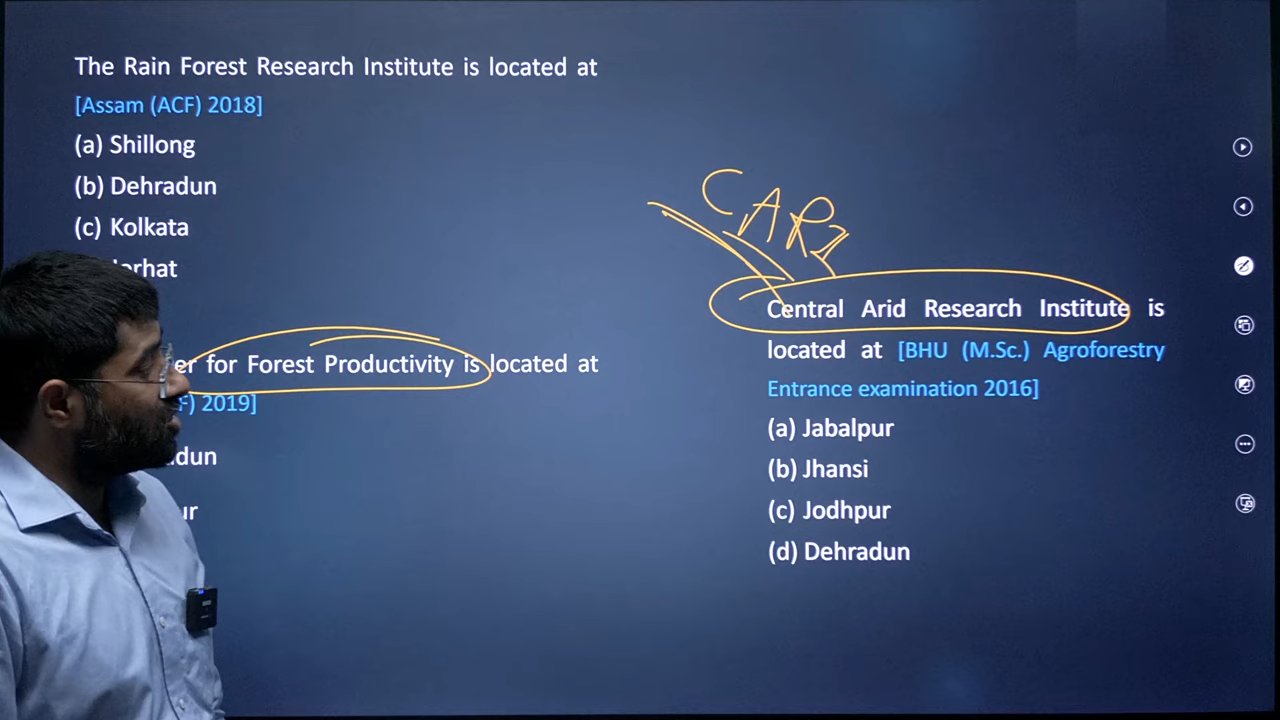 The Rain Forest Research Institute is located at
[Assam (ACF) 2018]
(a) Shillong
(b) Dehradun
(c) Kolkata
for Forest Productivity is located at
2019]
CARI
Central Arid Research Institute is
located at [BHU (M.Sc.) Agroforestry
Entrance examination 2016]
(a) Jabalpur
(b) Jhansi
(c) Jodhpur
(d) Dehradun